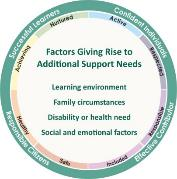 Successful Learners
Confident Individuals
Nurtured
Active
Achieving
Respected
Factors Giving Rise to
Additional Support Needs
Learning environment
Family circumstances
Disability or health need
Social and emotional factors
Healthy
Responsible
Safe
Included
Responsible Citizens
Effective Contributors